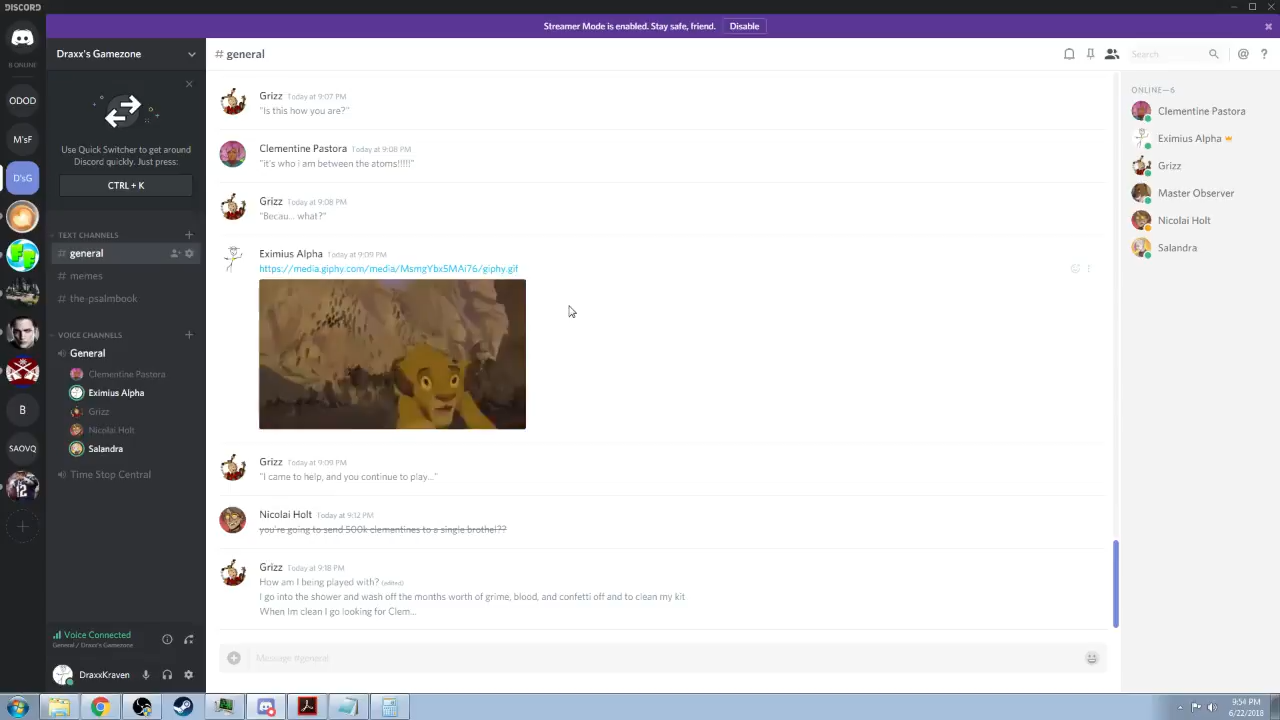 DISCORD
Streamer Mode is enabled. Stay safe, friend. Disable
Draxx's Gamezone
# general
Search
@ ?
8 ONLINE
ZOOD
M'sF
D'sG
B
SAOVQ
Use Quick Switcher to get around
Discord quickly. Just press:
CTRL + K
TEXT CHANNELS
# general
# memes
# the-psalmbook
VOICE CHANNELS
General
Clementine Pastora
Eximius Alpha
Grizz
Nicolai Holt
Salandra
Time Stop Central
Voice Connected
General / Draxx's Gamezone
DraxxKraven
Grizz Today at 9:07 PM
"Is this how you are?"
Clementine Pastora Today at 9:08 PM
"it's who i am between the atoms!!!!!"
Grizz Today at 9:08 PM
"Becau... what?"
Eximius Alpha Today at 9:09 PM
https://media.giphy.com/media/MsmgYbx5MAi76/giphy.gif
Grizz Today at 9:09 PM
"I came to help, and you continue to play..."
Nicolai Holt Today at 9:12 PM
you're going to send 500k clementines to a single brothel??
Grizz Today at 9:18 PM
How am I being played with? (edited)
I go into the shower and wash off the months worth of grime, blood, and confetti off and to clean my kit
When Im clean I go looking for Clem...
Message #general
ONLINE—6
Clementine Pastora
Eximius Alpha
Grizz
Master Observer
Nicolai Holt
Salandra
9:54 PM
6/22/2018